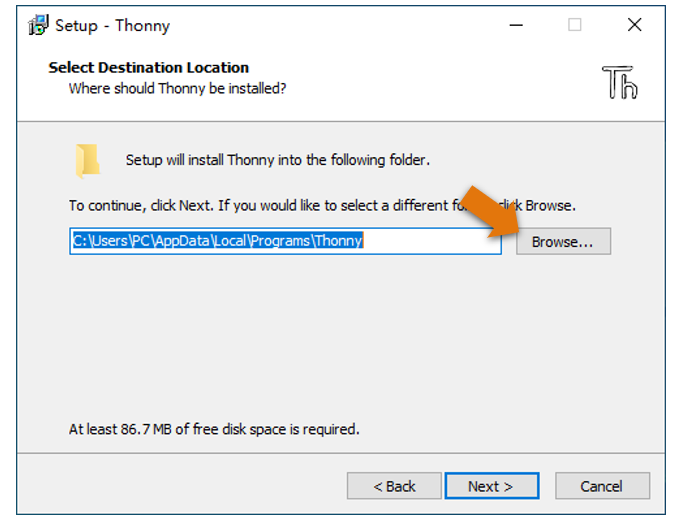 Setup - Thonny
Select Destination Location
Where should Thonny be installed?
Th
Setup will install Thonny into the following folder.
To continue, click Next. If you would like to select a different click Browse.
C:\Users\PC\AppData\Local\Programs\Thonny
Browse...
At least 86.7 MB of free disk space is required.
< Back
Next >
Cancel